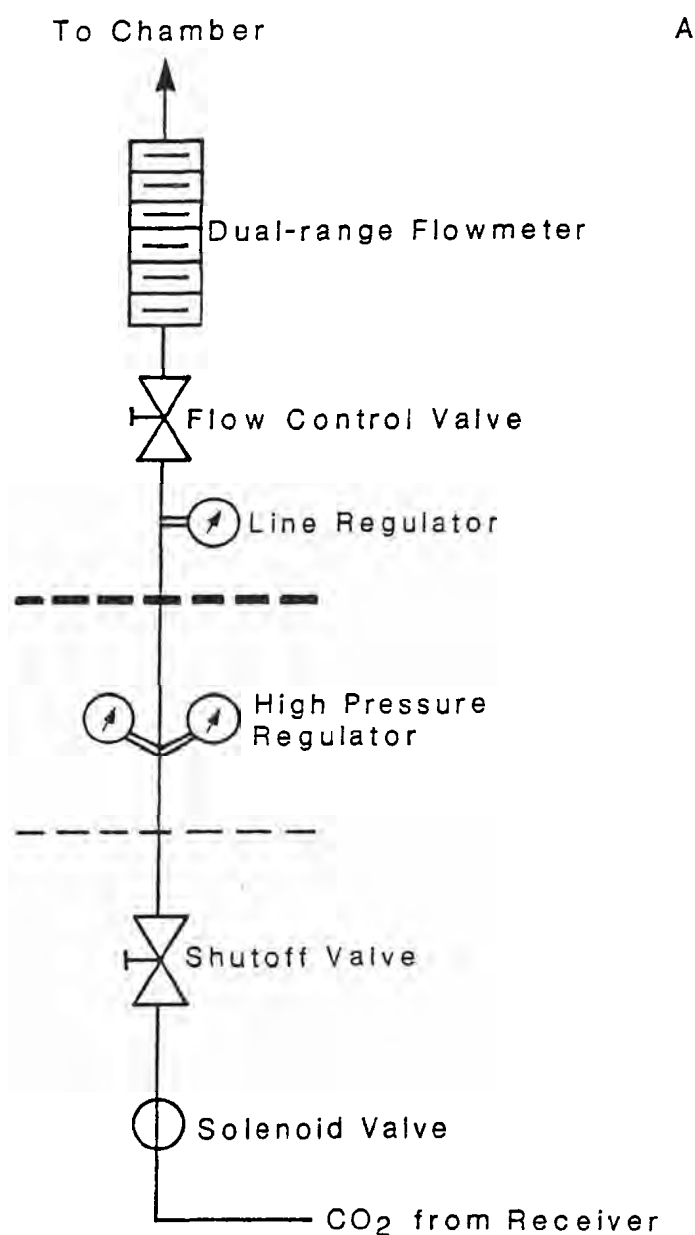 To Chamber
A
Dual-range Flowmeter
Flow Control Valve
Line Regulator
High Pressure
Regulator
Shutoff Valve
Solenoid Valve
CO2 from Receiver